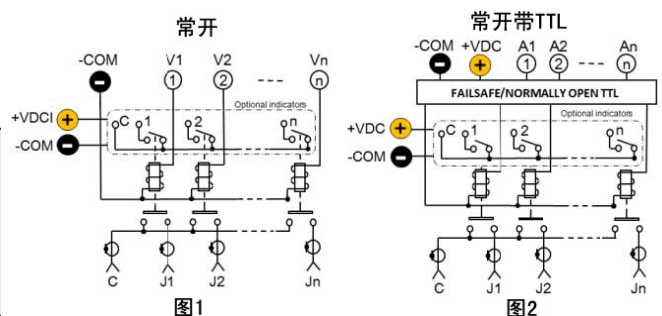 常开
-COM V1 V2 Vn
1 2 n
Optional indicators
+VDCI
C 1 2 n
-COM
C J1 J2 Jn
图1
常开带TTL
-COM +VDC A1 A2 An
1 2 n
FAILSAFE/NORMALLY OPEN TTL
Optional indicators
+VDC
C 1 2 n
-COM
C J1 J2 Jn
图2